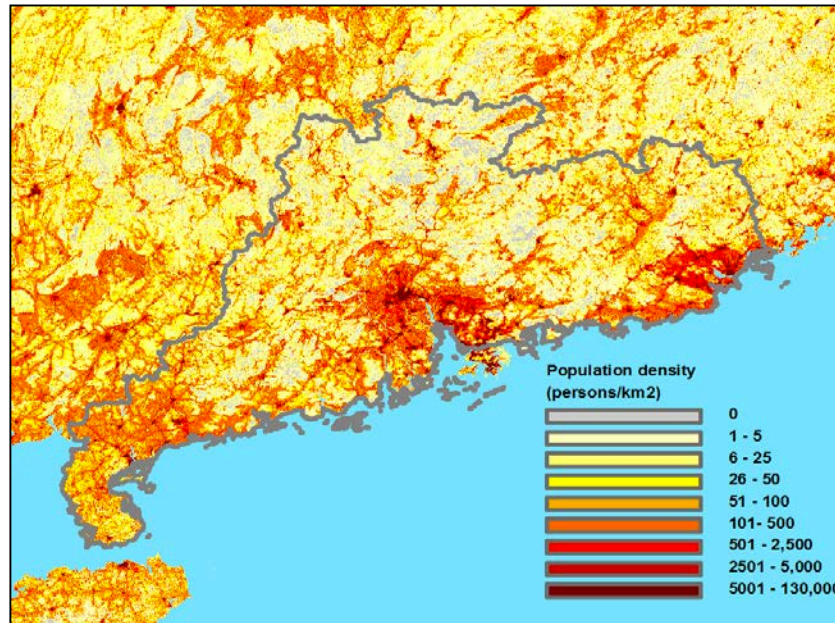 Population density
(persons/km2)
0
1 - 5
6 - 25
26 - 50
51 - 100
101- 500
501 - 2,500
2501 - 5,000
5001 - 130,000